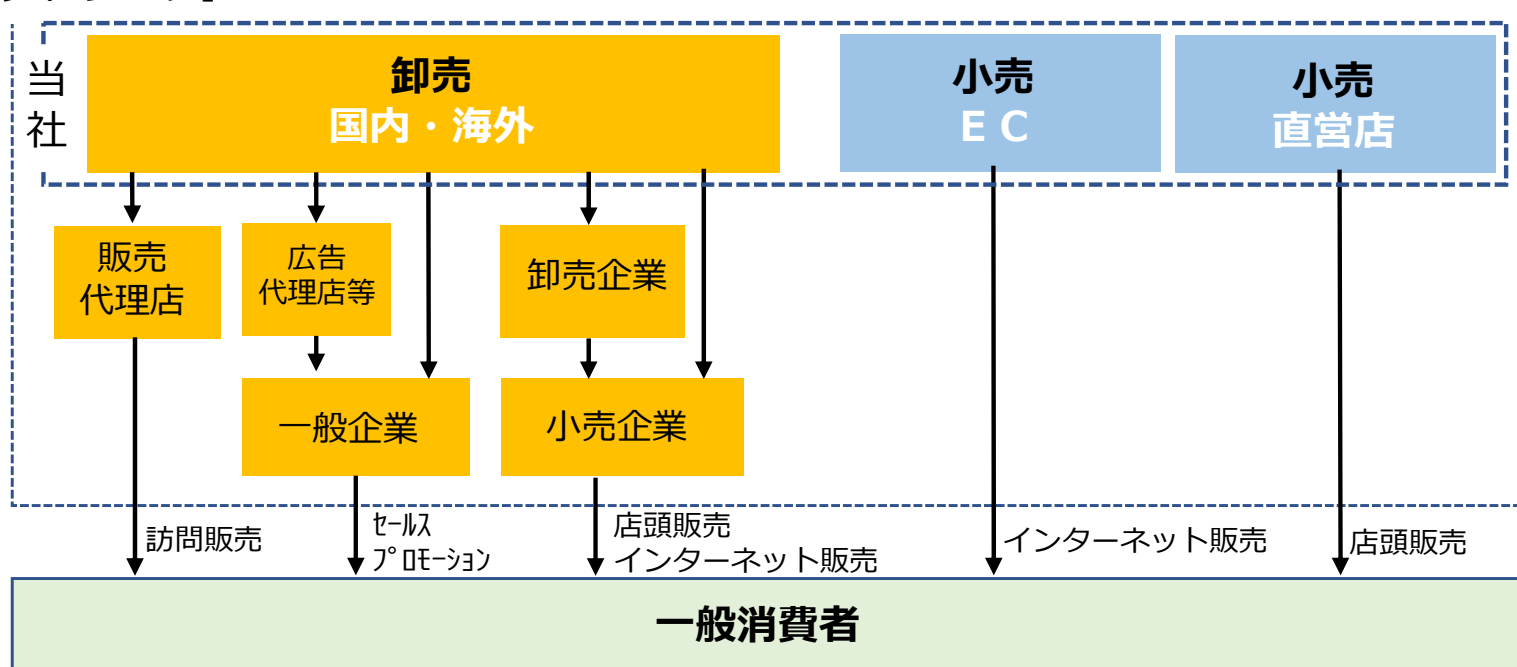 当
社
卸売
国内・海外
小売
ＥＣ
小売
直営店
販売
代理店
広告
代理店等
卸売企業
一般企業
小売企業
訪問販売
ｾｰﾙｽ
ﾌﾟﾛﾓｰｼｮﾝ
店頭販売
インターネット販売
インターネット販売
店頭販売
一般消費者